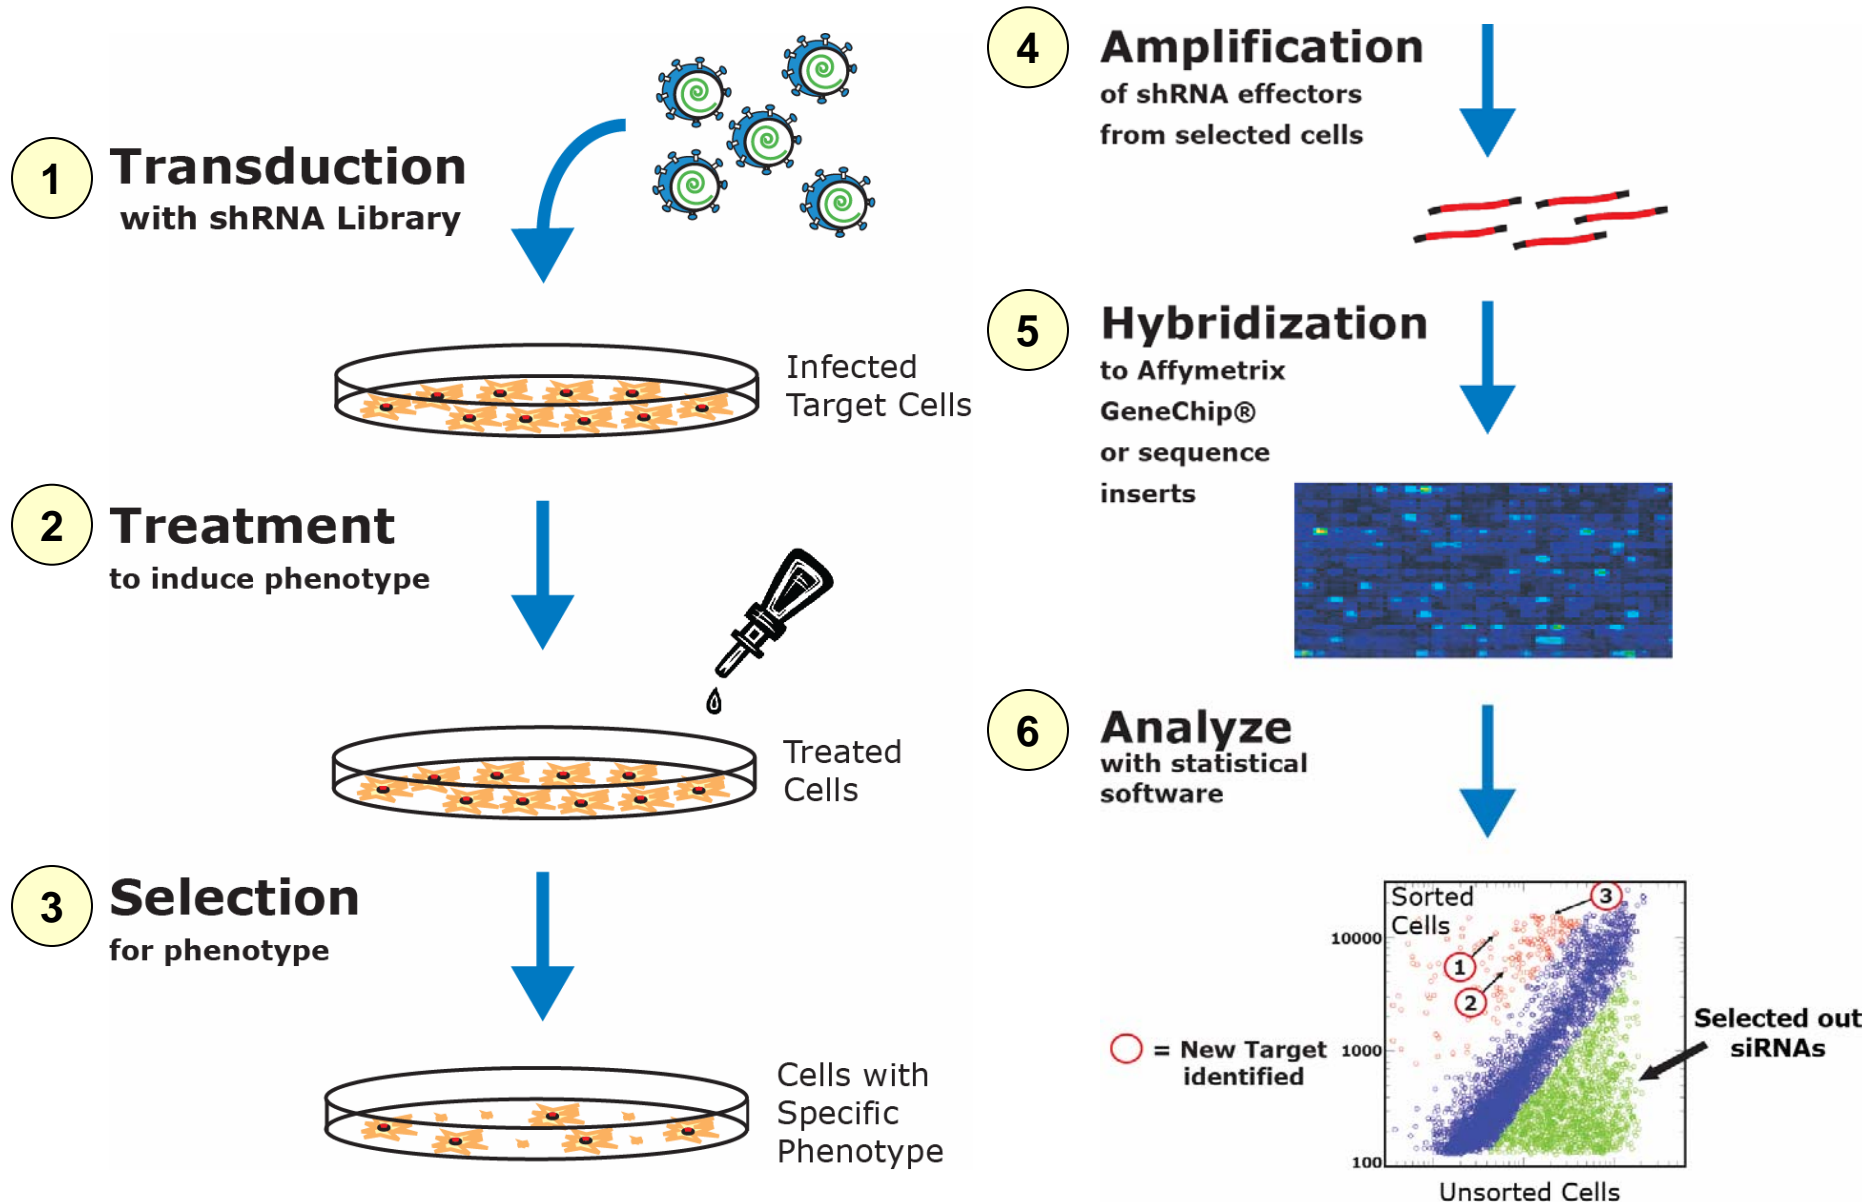 1
Transduction
with shRNA Library
Infected
Target Cells
2
Treatment
to induce phenotype
Treated
Cells
3
Selection
for phenotype
Cells with
Specific
Phenotype
4
Amplification
of shRNA effectors
from selected cells
5
Hybridization
to Affymetrix
GeneChip®
or sequence
inserts
6
Analyze
with statistical
software
Sorted
Cells
3
1
2
10000
1000
100
= New Target
identified
Selected out
siRNAs
Unsorted Cells